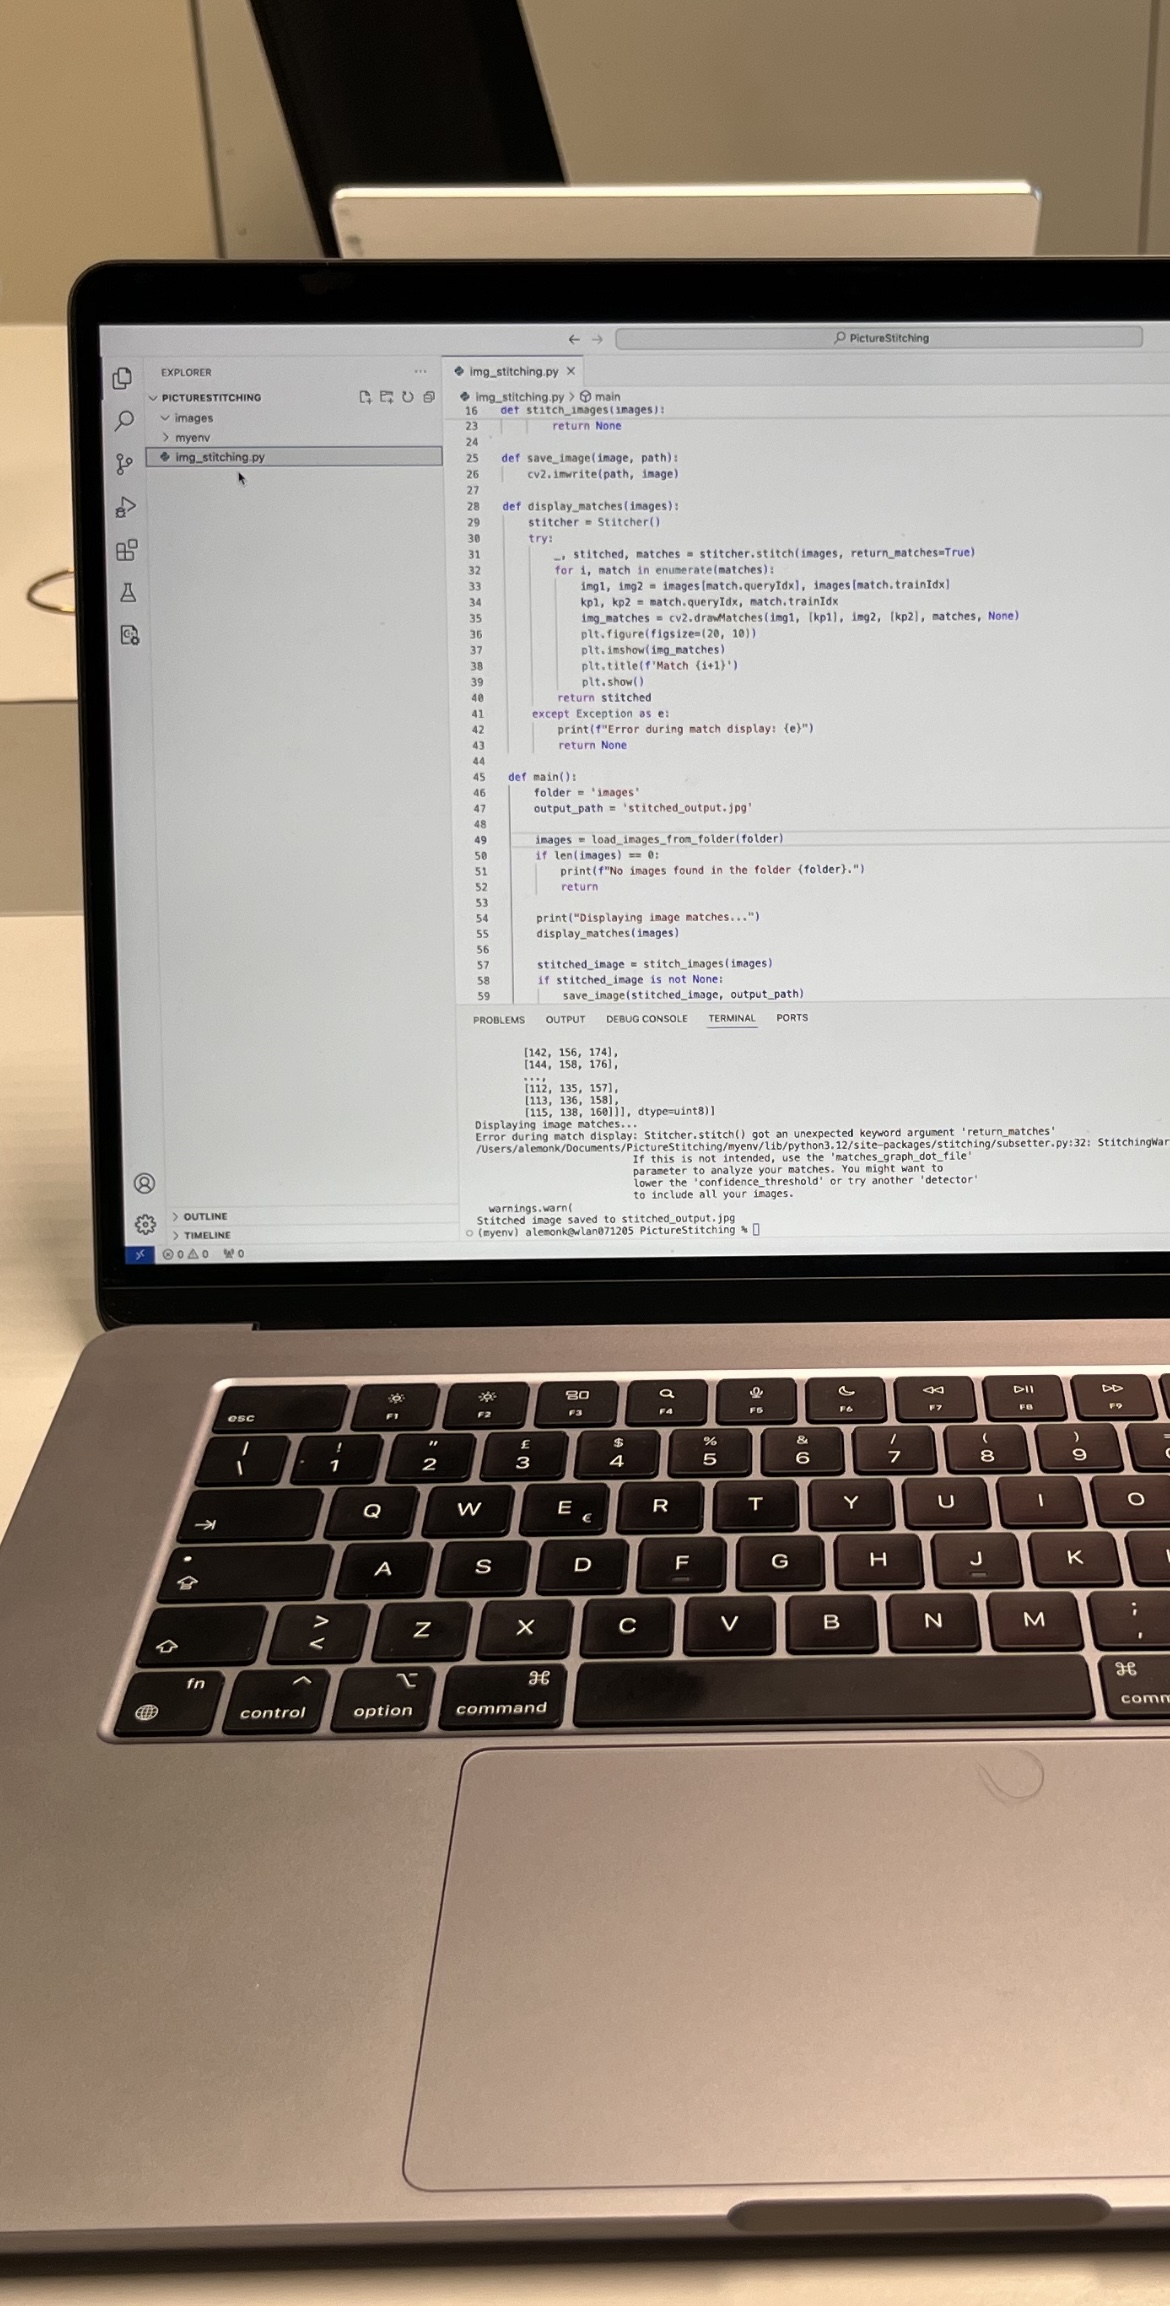 PictureStitching
EXPLORER
PICTURESTITCHING
images
myenv
img_stitching.py
OUTLINE
TIMELINE
0 0 0
img_stitching.py
img_stitching.py > main
16 def stitch_images(images):
23 return None
24
25 def save_image(image, path):
26 cv2.imwrite(path, image)
27
28 def display_matches(images):
29 stitcher = Stitcher()
30 try:
31 _, stitched, matches = stitcher.stitch(images, return_matches=True)
32 for i, match in enumerate(matches):
33 img1, img2 = images[match.queryIdx], images[match.trainIdx]
34 kp1, kp2 = match.queryIdx, match.trainIdx
35 img_matches = cv2.drawMatches(img1, [kp1], img2, [kp2], matches, None)
36 plt.figure(figsize=(20, 10))
37 plt.imshow(img_matches)
38 plt.title(f'Match {i+1}')
39 plt.show()
40 return stitched
41 except Exception as e:
42 print(f"Error during match display: {e}")
43 return None
44
45 def main():
46 folder = 'images'
47 output_path = 'stitched_output.jpg'
48
49 images = load_images_from_folder(folder)
50 if len(images) == 0:
51 print(f"No images found in the folder {folder}.")
52 return
53
54 print("Displaying image matches...")
55 display_matches(images)
56
57 stitched_image = stitch_images(images)
58 if stitched_image is not None:
59 save_image(stitched_image, output_path)
PROBLEMS OUTPUT DEBUG CONSOLE TERMINAL PORTS
[142, 156, 174],
[144, 158, 176],
...,
[112, 135, 157],
[113, 136, 158],
[115, 138, 160]]], dtype=uint8)]
Displaying image matches...
Error during match display: Stitcher.stitch() got an unexpected keyword argument 'return_matches'
/Users/alemonk/Documents/PictureStitching/myenv/lib/python3.12/site-packages/stitching/subsetter.py:32: StitchingWar
If this is not intended, use the 'matches_graph_dot_file'
parameter to analyze your matches. You might want to
lower the 'confidence_threshold' or try another 'detector'
to include all your images.
warnings.warn(
Stitched image saved to stitched_output.jpg
(myenv) alemonk@wlan071205 PictureStitching %
esc F1 F2 F3 F4 F5 F6 F7 F8 F9
| ! " £ $ % & / ( ) =
\ 1 2 3 4 5 6 7 8 9
Q W E € R T Y U I O
A S D F G H J K
> < Z X C V B N M ; ,
fn
control option command comm